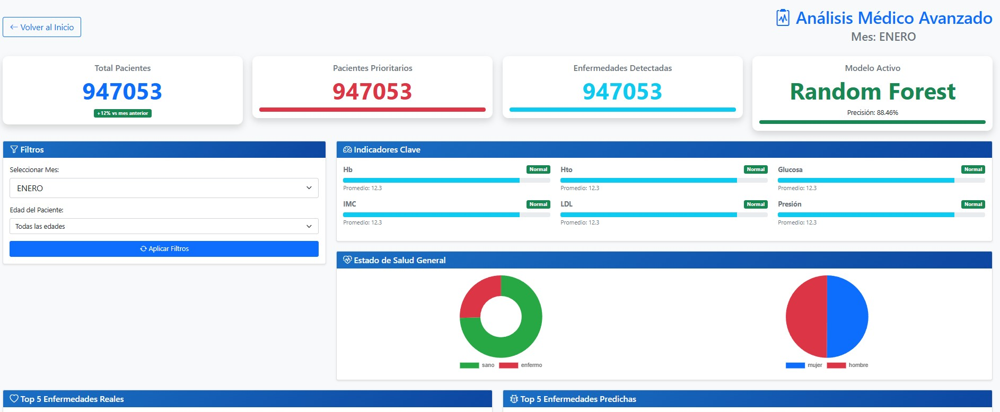 Volver al Inicio
Análisis Médico Avanzado
Mes: ENERO
Total Pacientes
947053
+12% vs mes anterior
Pacientes Prioritarios
947053
Enfermedades Detectadas
947053
Modelo Activo
Random Forest
Precisión: 88.46%
Filtros
Seleccionar Mes:
ENERO
Edad del Paciente:
Todas las edades
Aplicar Filtros
Indicadores Clave
Hb Normal
Promedio: 12.3
Hto Normal
Promedio: 12.3
Glucosa Normal
Promedio: 12.3
IMC Normal
Promedio: 12.3
LDL Normal
Promedio: 12.3
Presión Normal
Promedio: 12.3
Estado de Salud General
sano enfermo
mujer hombre
Top 5 Enfermedades Reales
Top 5 Enfermedades Predichas